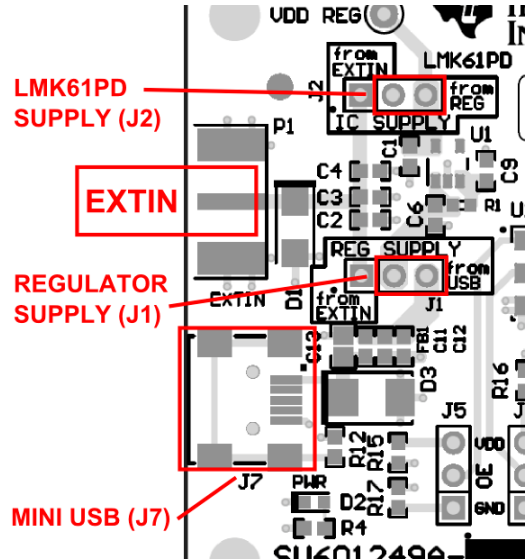 VDD REG
from
EXTIN
LMK61PD
LMK61PD
SUPPLY (J2)
J2
from
REG
IC SUPPLY
P1
U1
C1
C4
C9
EXTIN
C3
C2
C6
R1
REG SUPPLY
from
USB
REGULATOR
SUPPLY (J1)
EXTIN
D1
from
EXTIN
J1
C13
FB1
C11
C12
D3
R16
J5
R12
R15
VDD
OE
J7
PWR
R17
GND
MINI USB (J7)
D2
R4
SU601249A-